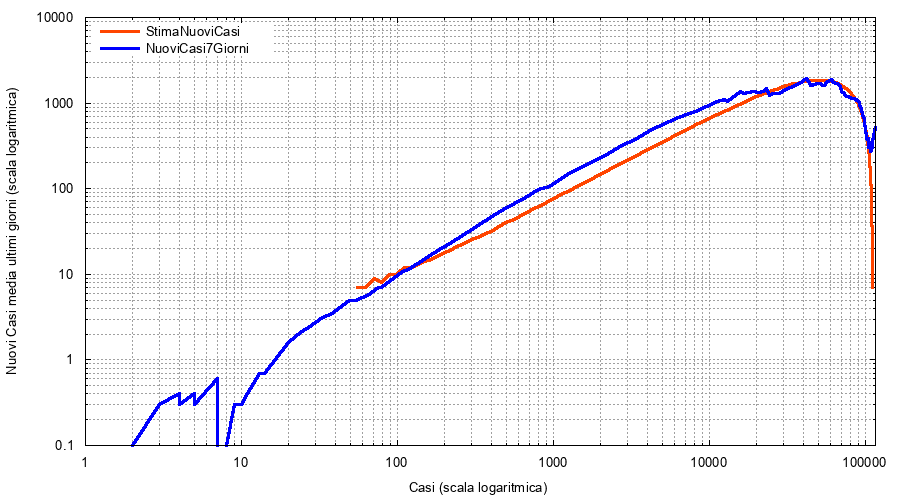 10000
StimaNuoviCasi
NuoviCasi7Giorni
1000
100
10
1
0.1
Nuovi Casi media ultimi giorni (scala logaritmica)
1 10 100 1000 10000 100000
Casi (scala logaritmica)